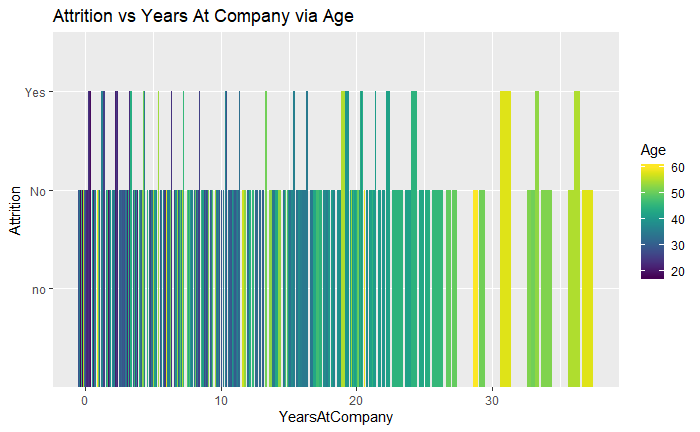 Attrition vs Years At Company via Age
Yes
No
no
Attrition
0
10
20
30
YearsAtCompany
Age
60
50
40
30
20